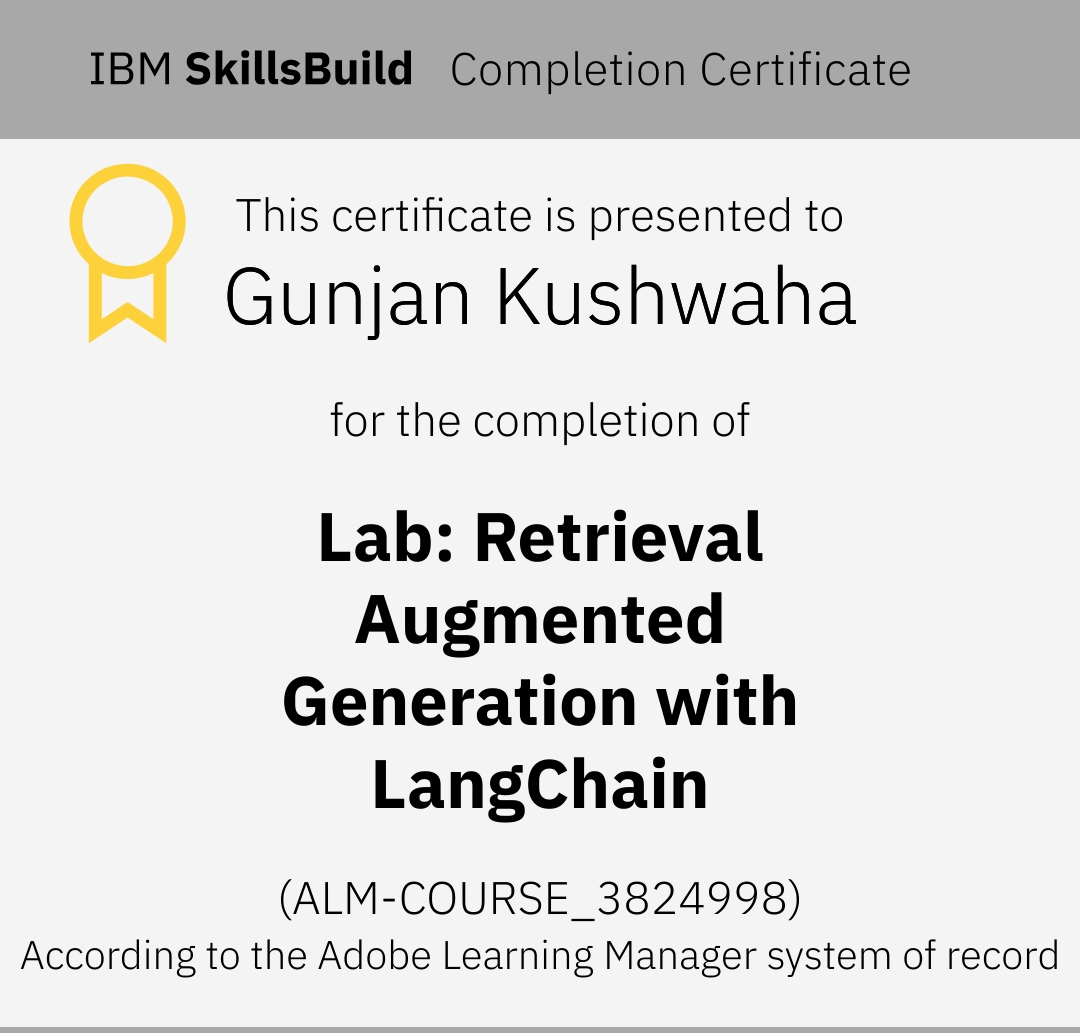 IBM SkillsBuild Completion Certificate
This certificate is presented to
Gunjan Kushwaha
for the completion of
Lab: Retrieval
Augmented
Generation with
LangChain
(ALM-COURSE_3824998)
According to the Adobe Learning Manager system of record